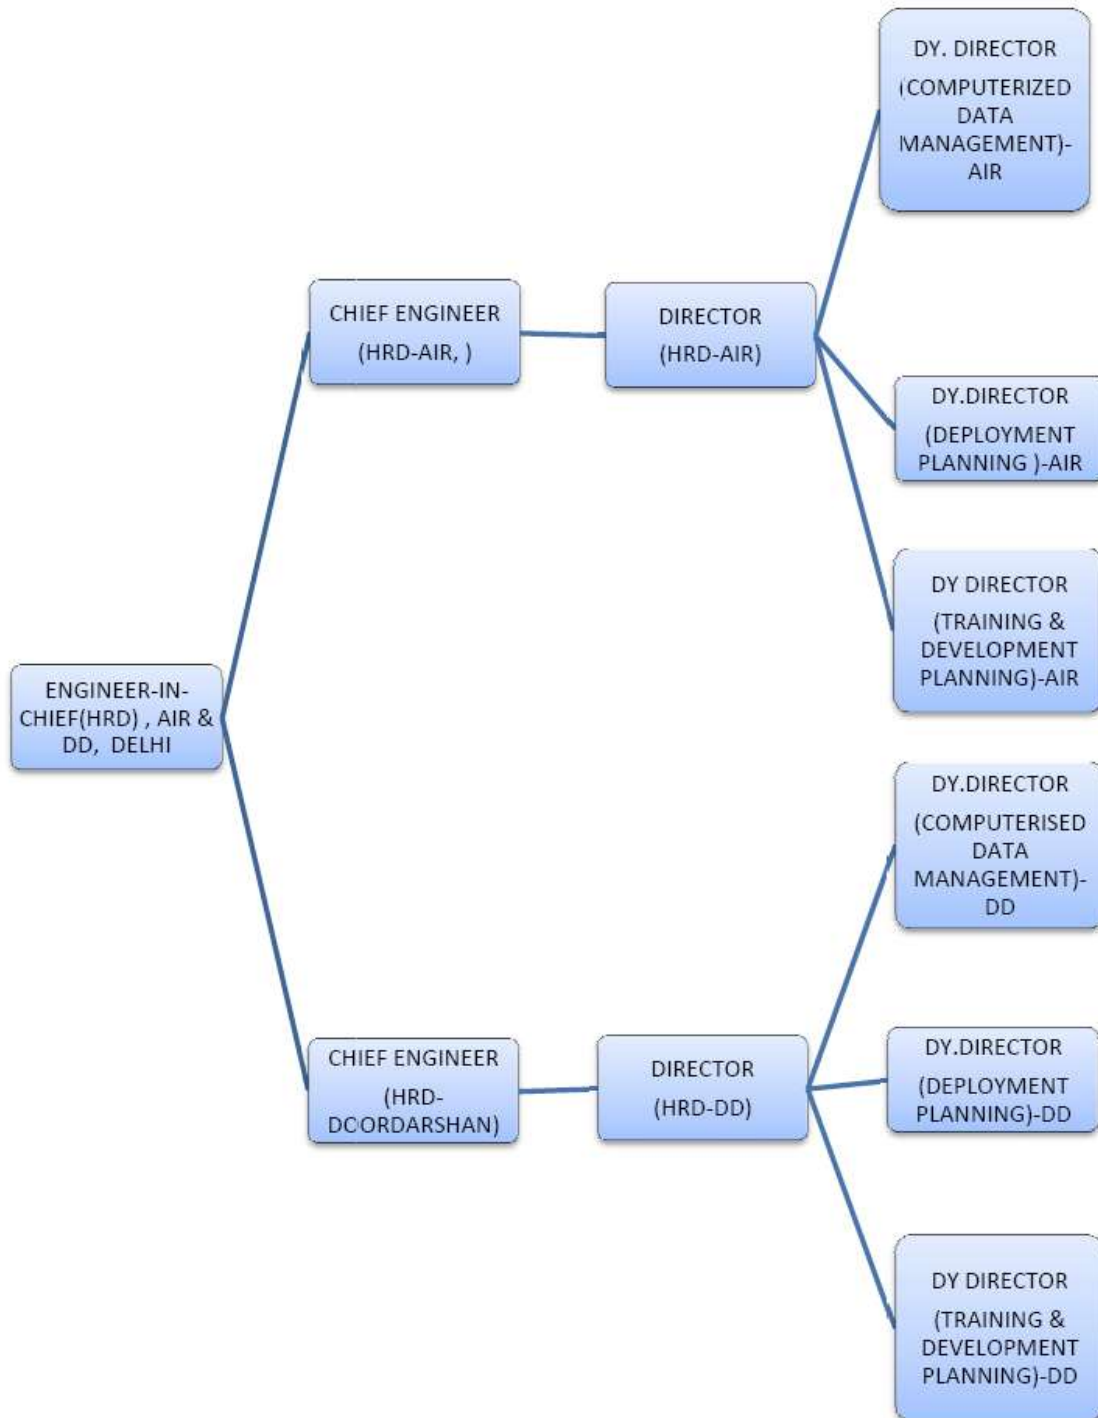 DY. DIRECTOR
(COMPUTERIZED
DATA
MANAGEMENT)-
AIR
CHIEF ENGINEER
(HRD-AIR, )
DIRECTOR
(HRD-AIR)
DY.DIRECTOR
(DEPLOYMENT
PLANNING )-AIR
DY DIRECTOR
(TRAINING &
DEVELOPMENT
PLANNING)-AIR
ENGINEER-IN-
CHIEF(HRD) , AIR &
DD, DELHI
DY.DIRECTOR
(COMPUTERISED
DATA
MANAGEMENT)-
DD
CHIEF ENGINEER
(HRD-
DOORDARSHAN)
DIRECTOR
(HRD-DD)
DY.DIRECTOR
(DEPLOYMENT
PLANNING)-DD
DY DIRECTOR
(TRAINING &
DEVELOPMENT
PLANNING)-DD